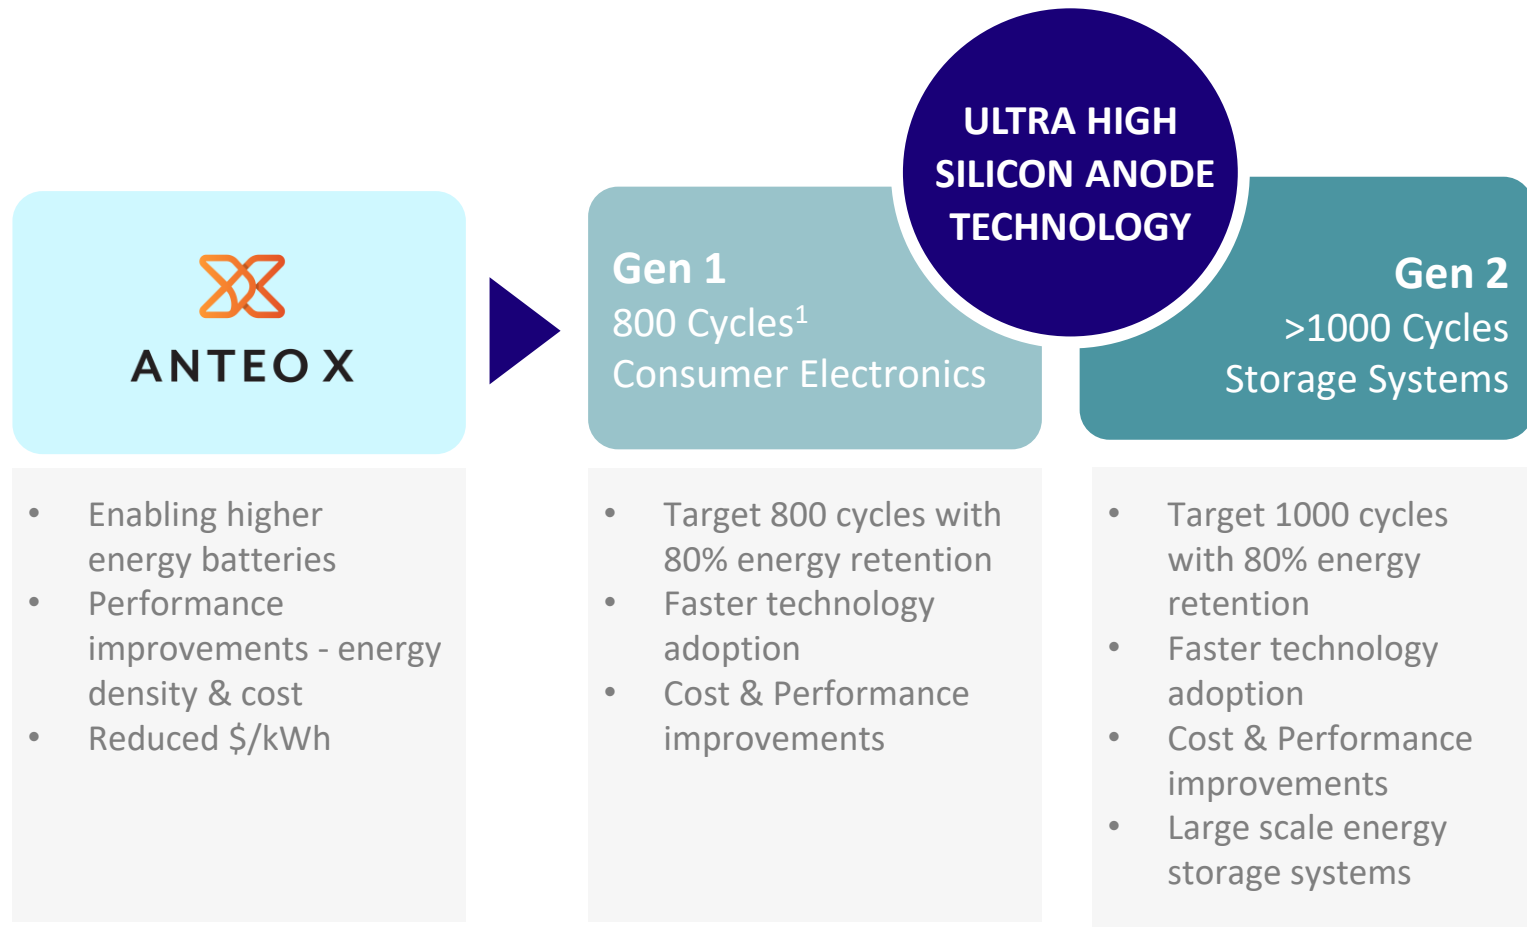 ULTRA HIGH
SILICON ANODE
TECHNOLOGY
ANTEO X
Gen 1
800 Cycles¹
Consumer Electronics
Gen 2
>1000 Cycles
Storage Systems
• Enabling higher
energy batteries
• Performance
improvements - energy
density & cost
• Reduced $/kWh
• Target 800 cycles with
80% energy retention
• Faster technology
adoption
• Cost & Performance
improvements
• Target 1000 cycles
with 80% energy
retention
• Faster technology
adoption
• Cost & Performance
improvements
• Large scale energy
storage systems